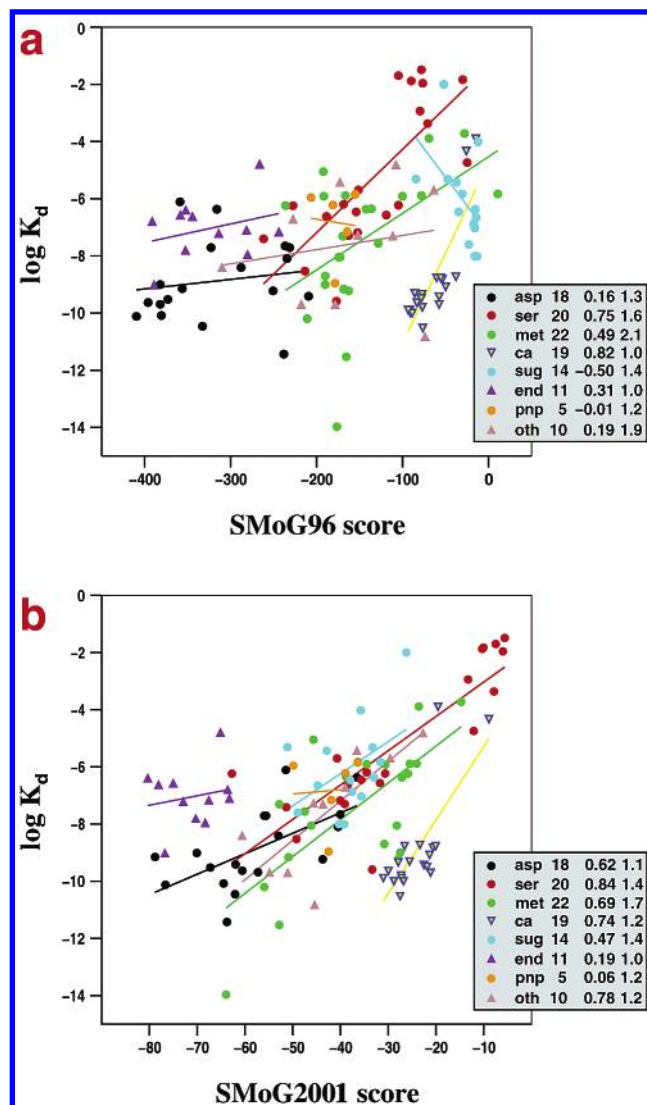 a
0
−2
−4
−6
−8
−10
−12
−14
log Kd
−400 −300 −200 −100 0
SMoG96 score
asp 18 0.16 1.3
ser 20 0.75 1.6
met 22 0.49 2.1
ca 19 0.82 1.0
sug 14 −0.50 1.4
end 11 0.31 1.0
pnp 5 −0.01 1.2
oth 10 0.19 1.9
b
0
−2
−4
−6
−8
−10
−12
−14
log Kd
−80 −70 −60 −50 −40 −30 −20 −10
SMoG2001 score
asp 18 0.62 1.1
ser 20 0.84 1.4
met 22 0.69 1.7
ca 19 0.74 1.2
sug 14 0.47 1.4
end 11 0.19 1.0
pnp 5 0.06 1.2
oth 10 0.78 1.2